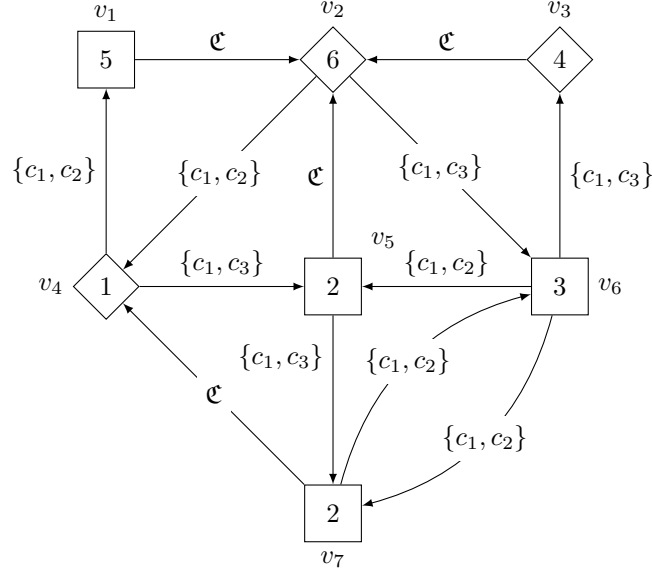 v₁ v₂ v₃
5 ℭ 6 ℭ 4
{c₁, c₂} {c₁, c₂} ℭ {c₁, c₃} {c₁, c₃}
v₄ 1 {c₁, c₃} 2 v₅ {c₁, c₂} 3 v₆
ℭ {c₁, c₃} {c₁, c₂} {c₁, c₂}
2
v₇